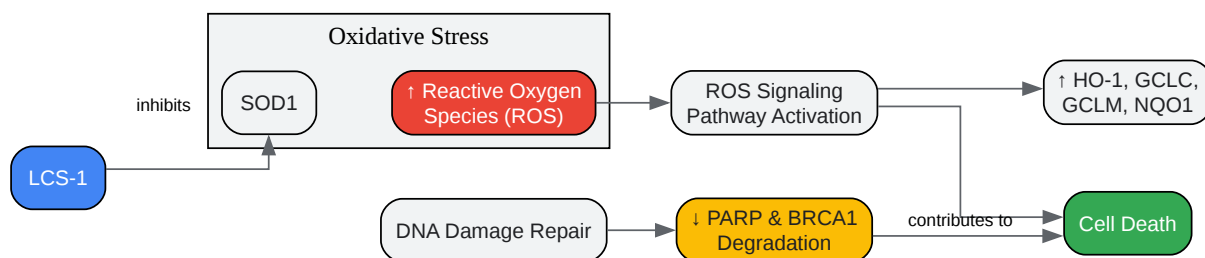 Oxidative Stress
inhibits
SOD1
↑ Reactive Oxygen
Species (ROS)
ROS Signaling
Pathway Activation
↑ HO-1, GCLC,
GCLM, NQO1
LCS-1
DNA Damage Repair
↓ PARP & BRCA1
Degradation
contributes to
Cell Death